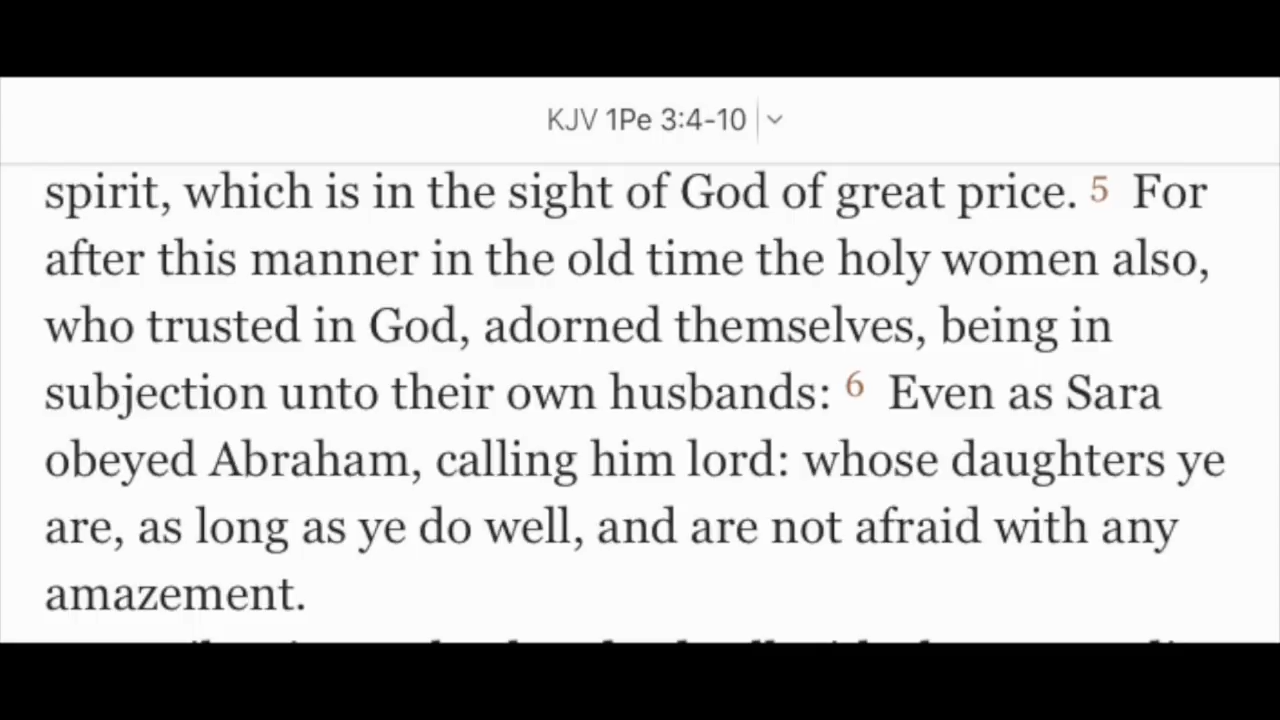 KJV 1Pe 3:4-10
spirit, which is in the sight of God of great price. 5 For
after this manner in the old time the holy women also,
who trusted in God, adorned themselves, being in
subjection unto their own husbands: 6 Even as Sara
obeyed Abraham, calling him lord: whose daughters ye
are, as long as ye do well, and are not afraid with any
amazement.